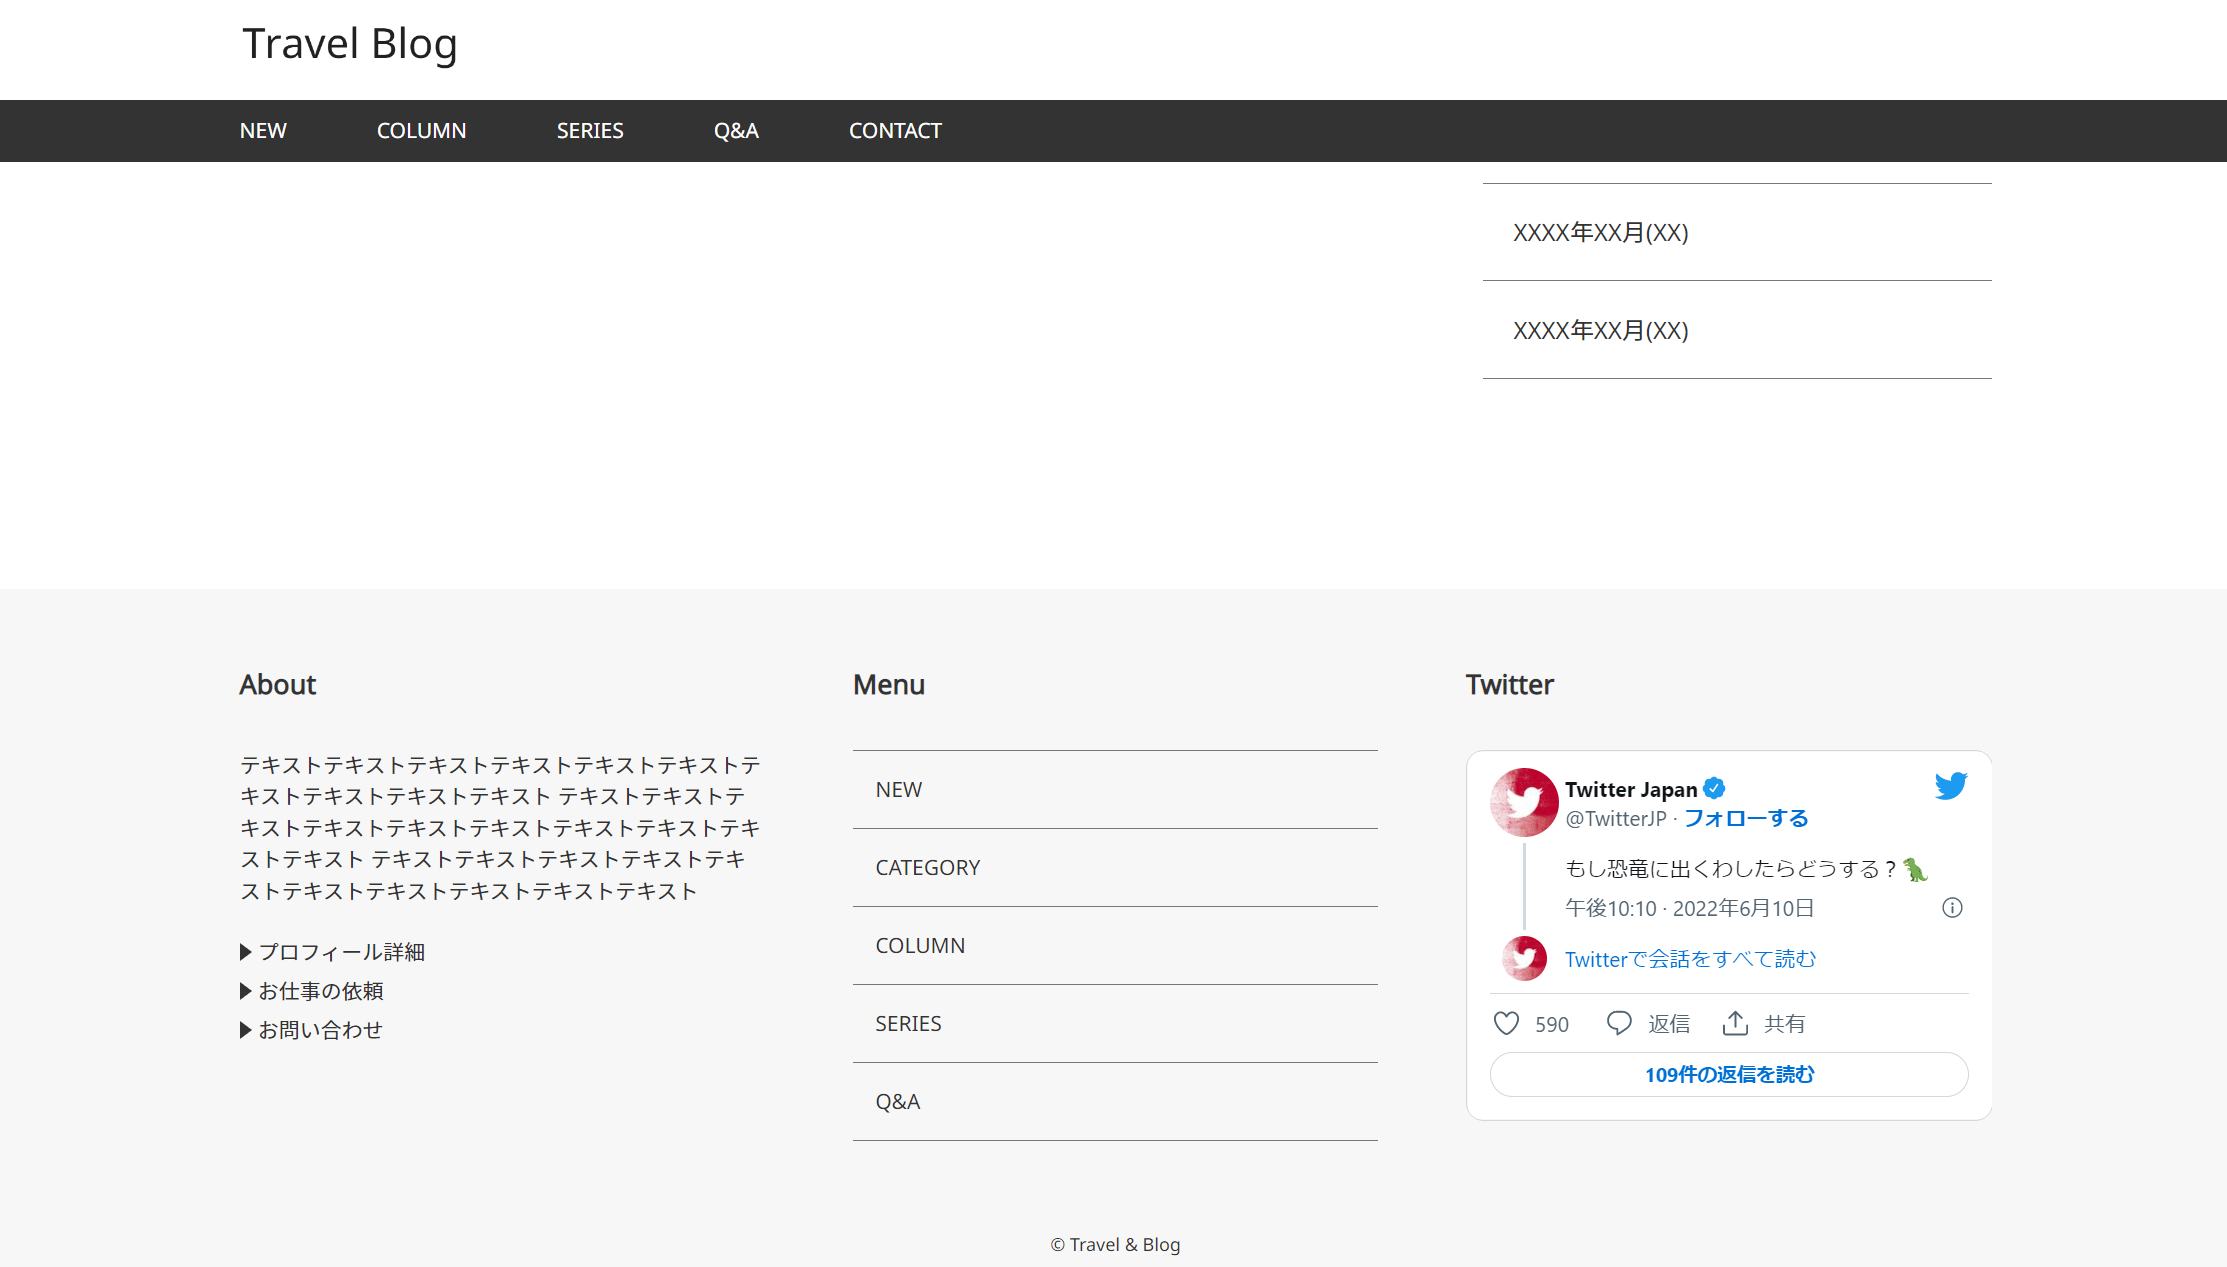 Travel Blog
NEW COLUMN SERIES Q&A CONTACT
XXXX年XX月(XX)
XXXX年XX月(XX)
About
テキストテキストテキストテキストテキストテキストテ
キストテキストテキストテキスト テキストテキストテ
キストテキストテキストテキストテキストテキストテキ
ストテキスト テキストテキストテキストテキストテキ
ストテキストテキストテキストテキストテキスト
プロフィール詳細
お仕事の依頼
お問い合わせ
Menu
NEW
CATEGORY
COLUMN
SERIES
Q&A
Twitter
Twitter Japan
@TwitterJP · フォローする
もし恐竜に出くわしたらどうする？🦖
午後10:10 · 2022年6月10日
Twitterで会話をすべて読む
590 返信 共有
109件の返信を読む
© Travel & Blog